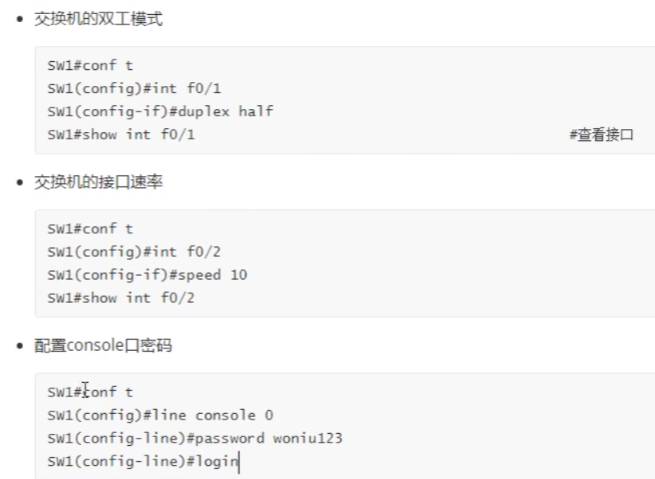 交换机的双工模式
SW1#conf t
SW1(config)#int f0/1
SW1(config-if)#duplex half
SW1#show int f0/1 #查看接口
交换机的接口速率
SW1#conf t
SW1(config)#int f0/2
SW1(config-if)#speed 10
SW1#show int f0/2
配置console口密码
SW1#conf t
SW1(config)#line console 0
SW1(config-line)#password woniu123
SW1(config-line)#login